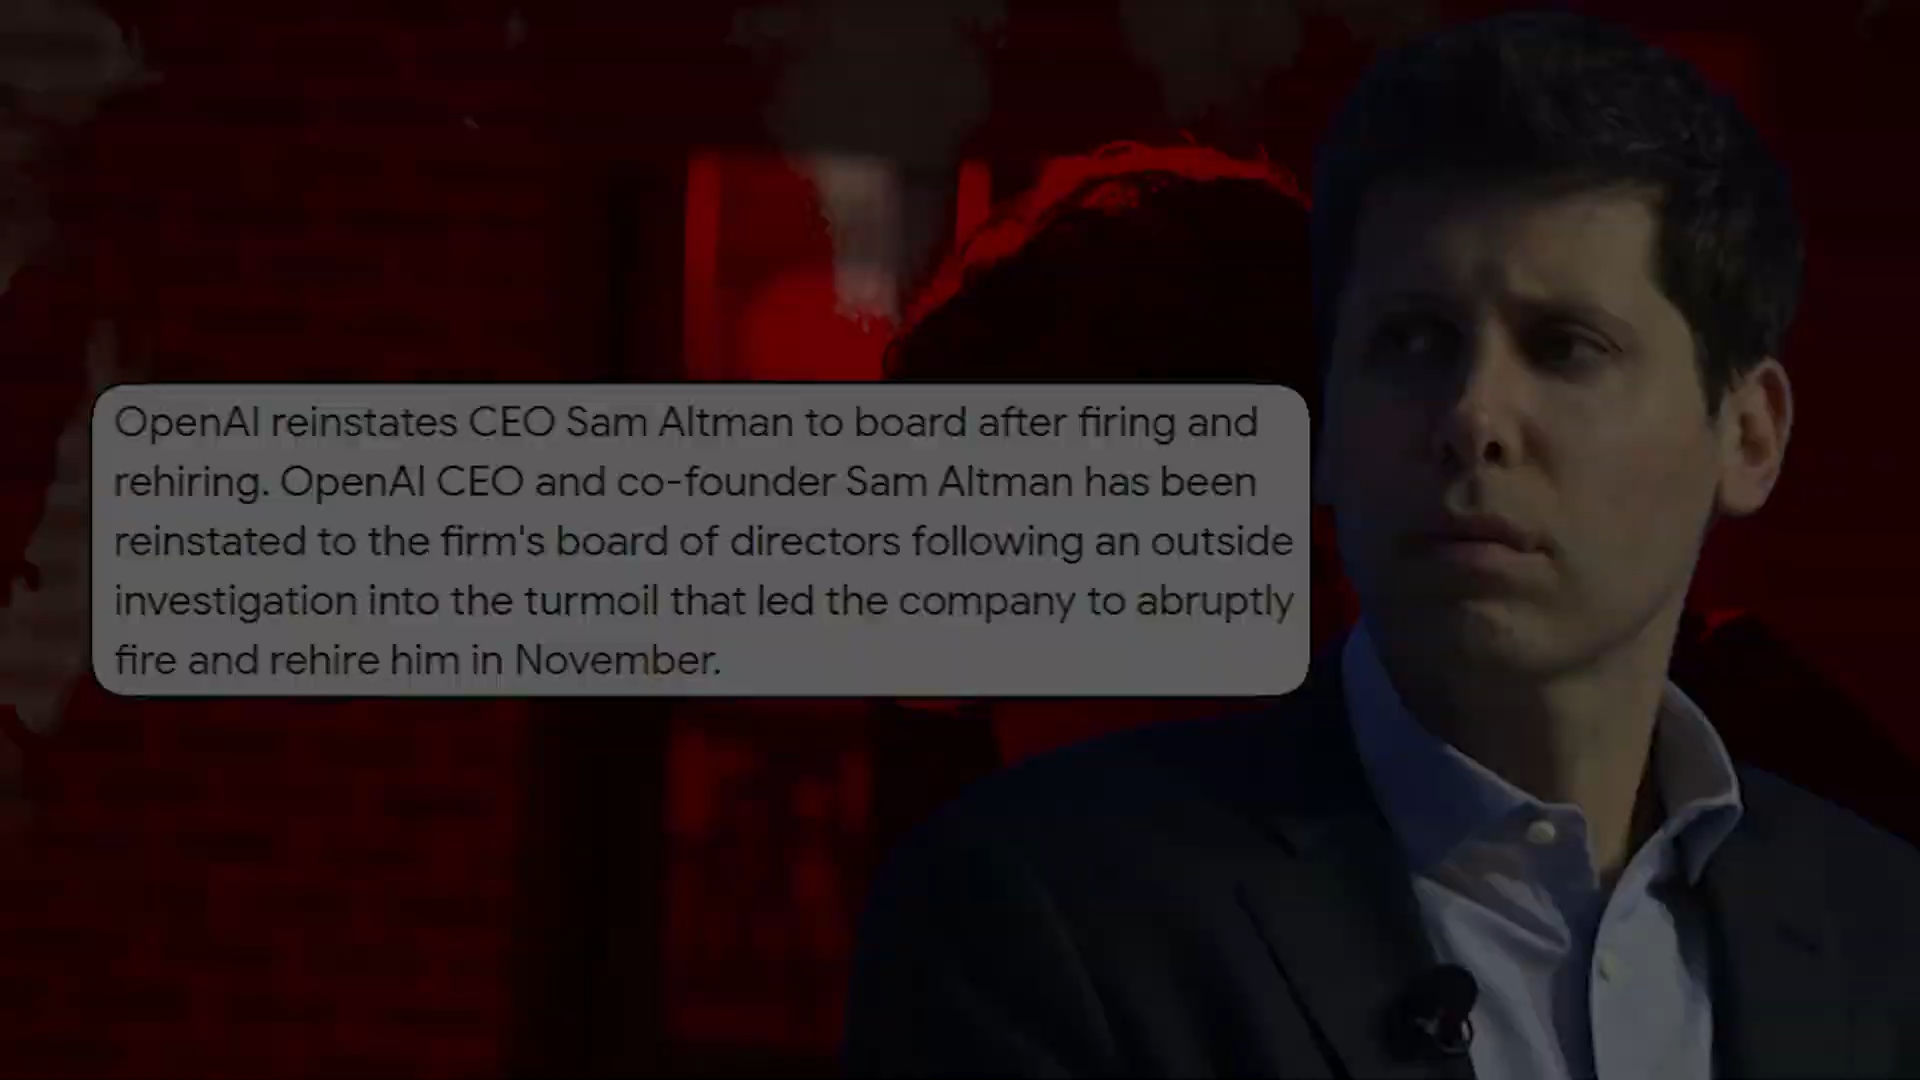 OpenAI reinstates CEO Sam Altman to board after firing and
rehiring. OpenAI CEO and co-founder Sam Altman has been
reinstated to the firm's board of directors following an outside
investigation into the turmoil that led the company to abruptly
fire and rehire him in November.